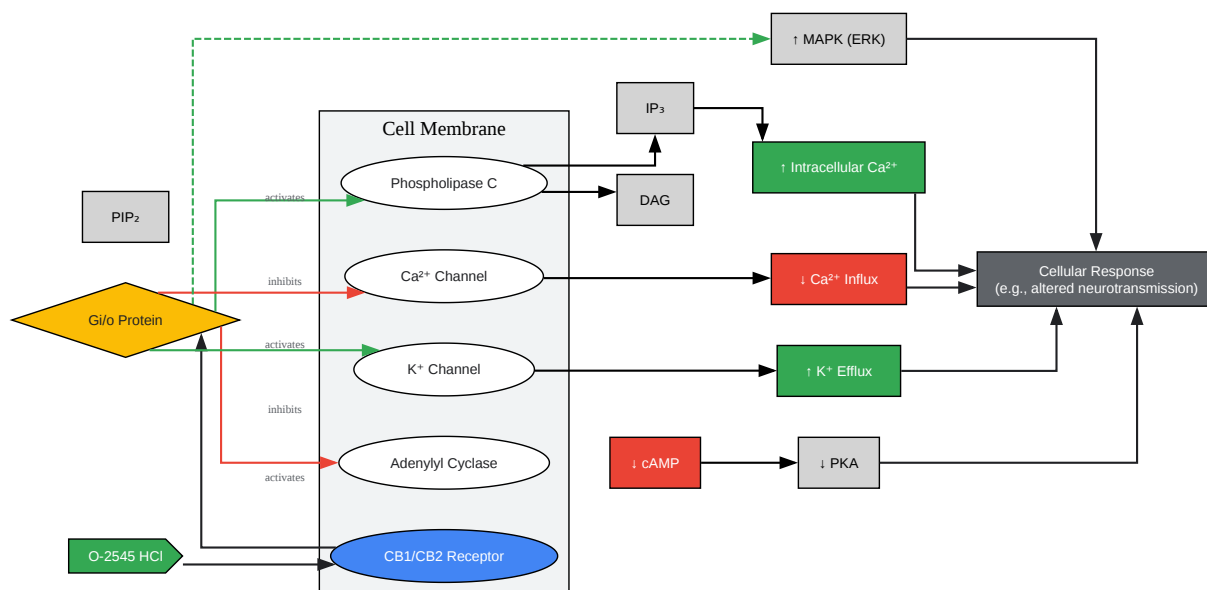 ↑ MAPK (ERK)
IP₃
Cell Membrane
↑ Intracellular Ca²⁺
Phospholipase C
activates
DAG
PIP₂
Cellular Response
(e.g., altered neurotransmission)
inhibits
Ca²⁺ Channel
↓ Ca²⁺ Influx
Gi/o Protein
activates
K⁺ Channel
↑ K⁺ Efflux
inhibits
Adenylyl Cyclase
↓ cAMP
↓ PKA
activates
O-2545 HCl
CB1/CB2 Receptor